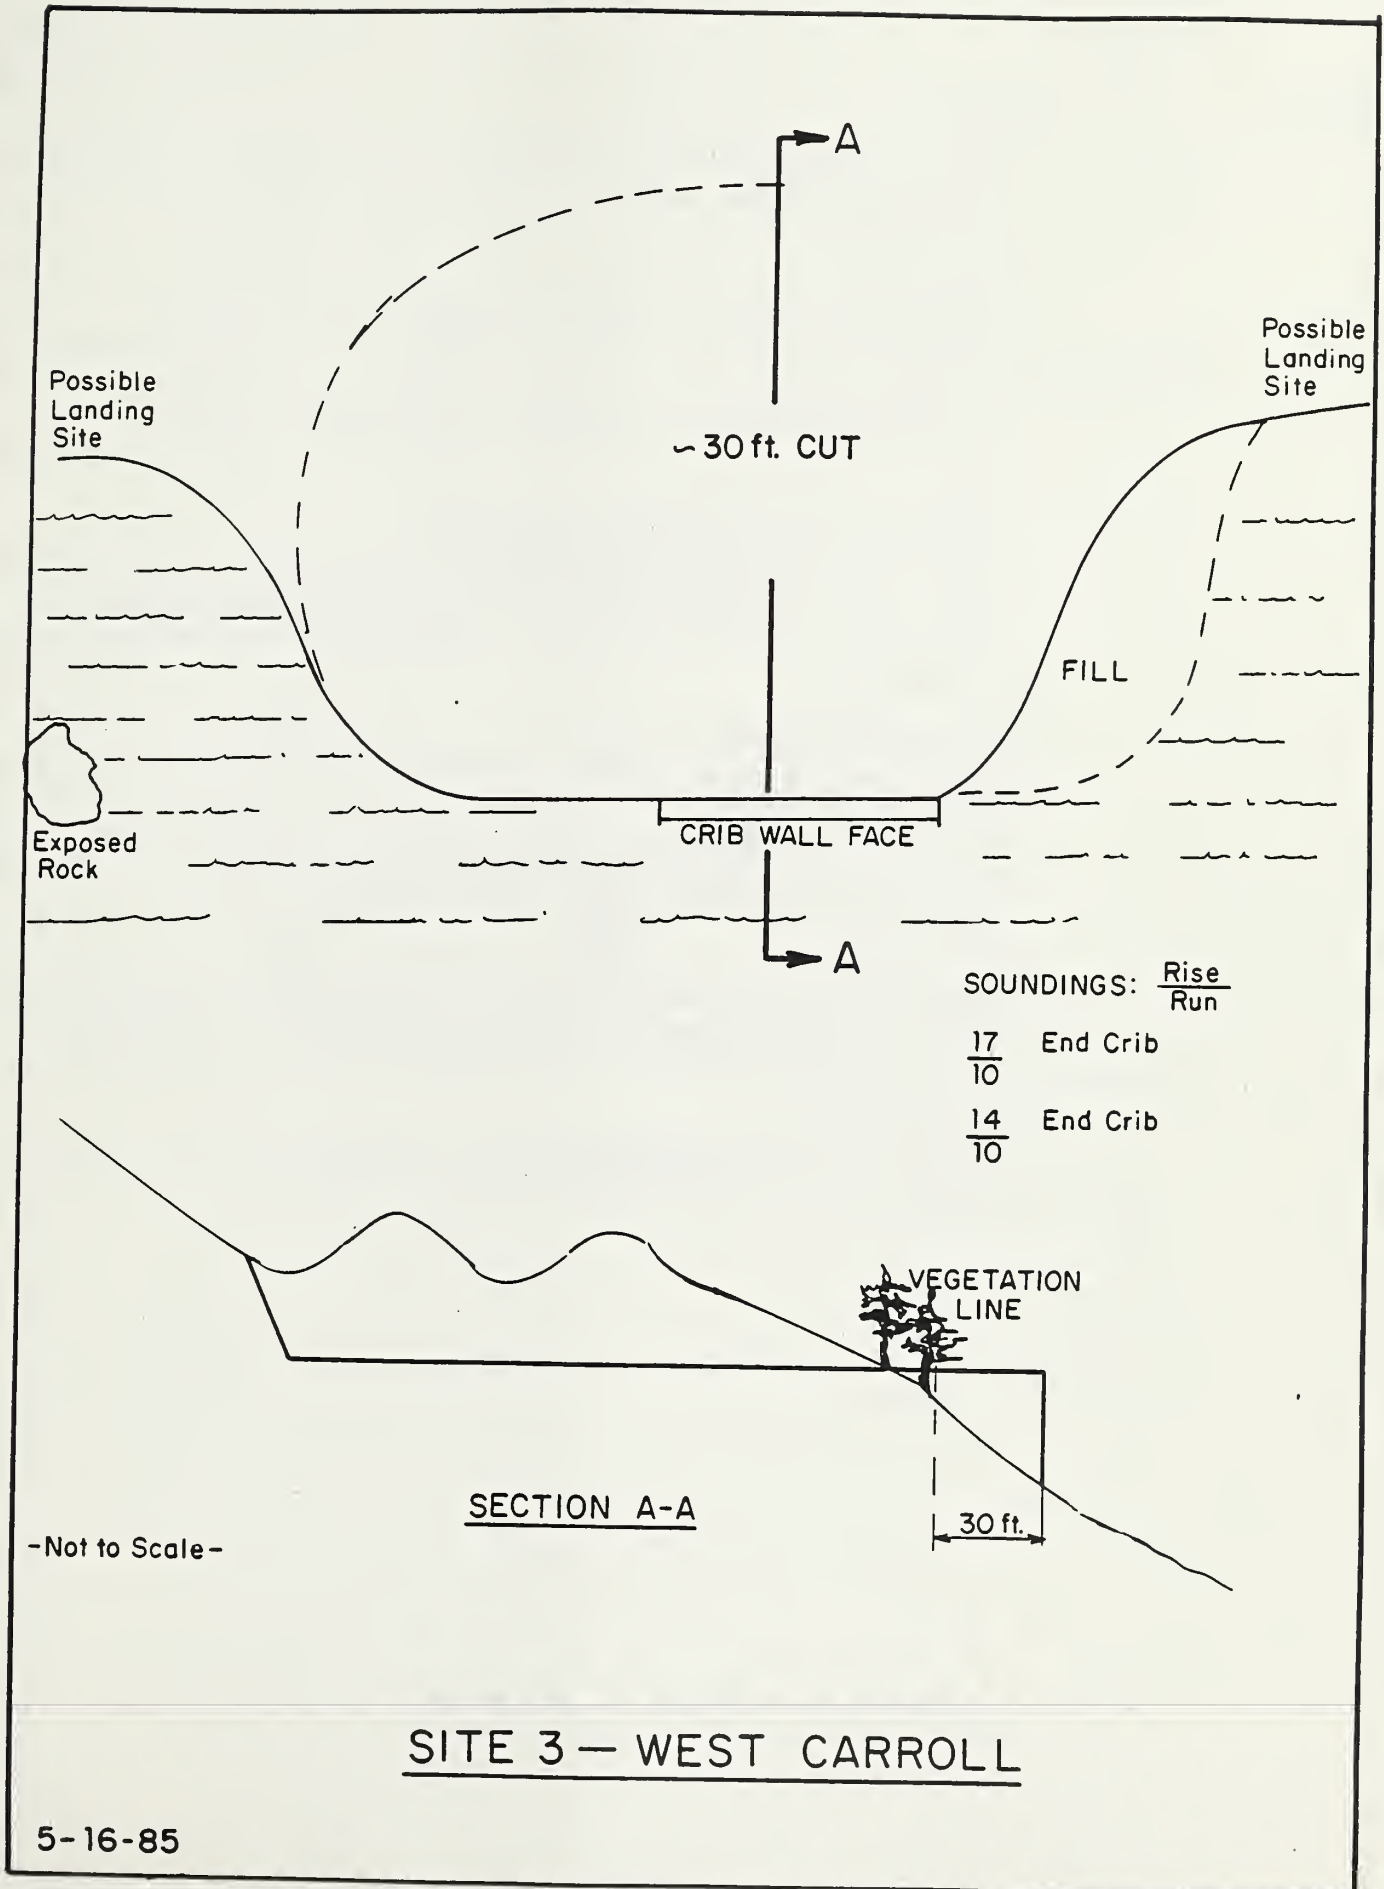 A
Possible
Landing
Site
Possible
Landing
Site
~30 ft. CUT
FILL
CRIB WALL FACE
Exposed
Rock
A
SOUNDINGS: Rise
Run
17 End Crib
10
14 End Crib
10
VEGETATION
LINE
SECTION A-A
30 ft.
-Not to Scale-
SITE 3 — WEST CARROLL
5-16-85